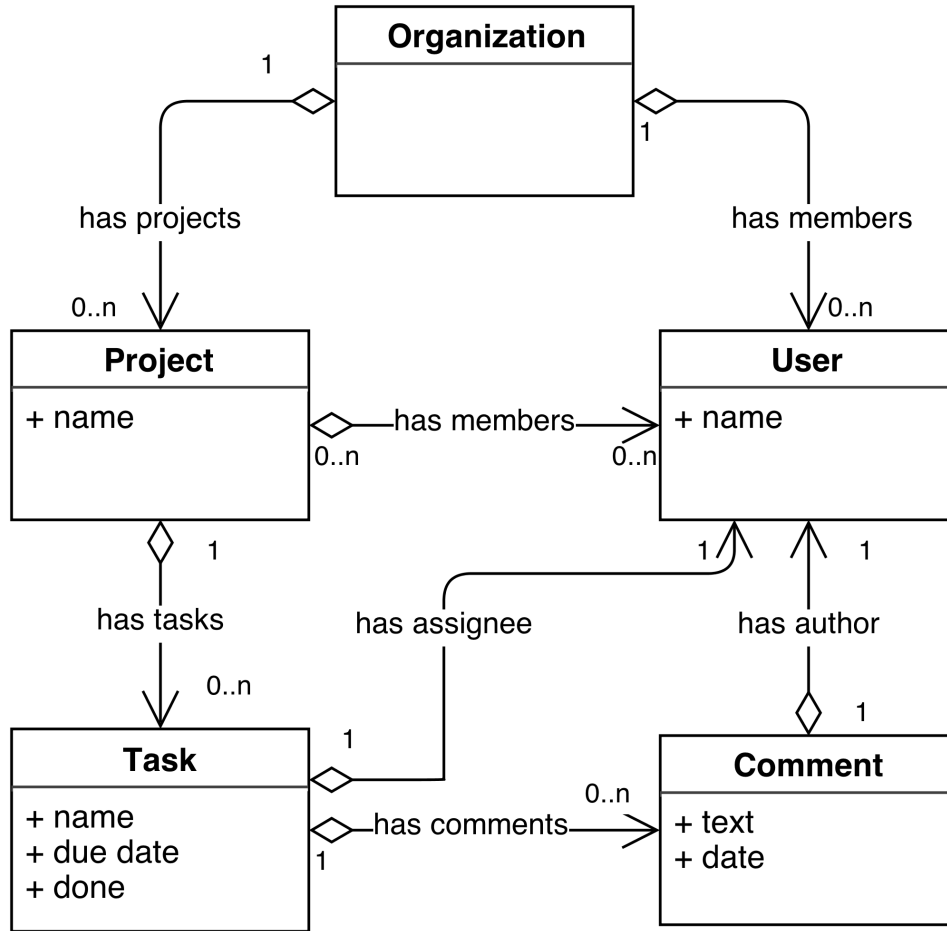 Organization
1
1
has projects
has members
0..n
0..n
Project
+ name
has members
0..n
0..n
User
+ name
1
has tasks
0..n
1
has assignee
1
has author
1
1
Task
+ name
+ due date
+ done
has comments
1
0..n
Comment
+ text
+ date